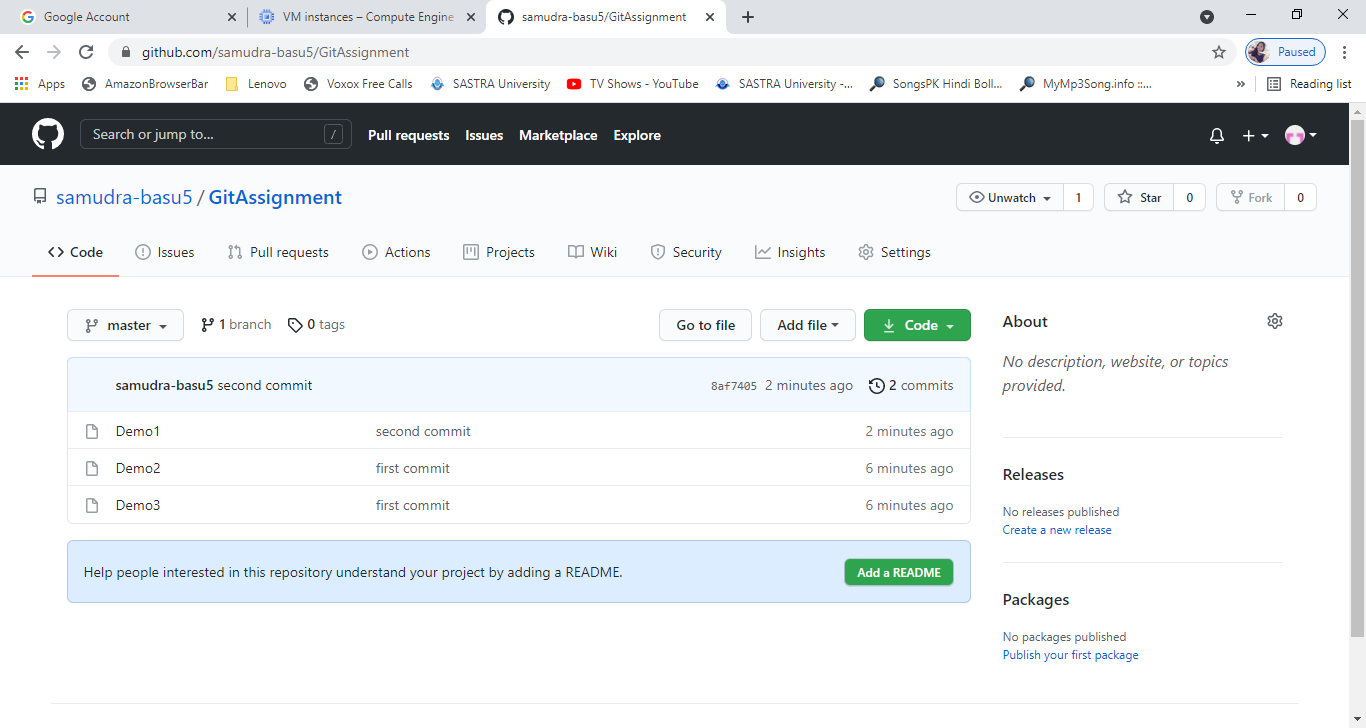 Google Account
VM instances – Compute Engine
samudra-basu5/GitAssignment
github.com/samudra-basu5/GitAssignment
Paused
Apps AmazonBrowserBar Lenovo Voxox Free Calls SASTRA University TV Shows - YouTube SASTRA University -... SongsPK Hindi Boll... MyMp3Song.info ::... » Reading list
Search or jump to... / Pull requests Issues Marketplace Explore
samudra-basu5 / GitAssignment
Unwatch 1 Star 0 Fork 0
Code Issues Pull requests Actions Projects Wiki Security Insights Settings
master 1 branch 0 tags Go to file Add file Code
samudra-basu5 second commit 8af7405 2 minutes ago 2 commits
Demo1 second commit 2 minutes ago
Demo2 first commit 6 minutes ago
Demo3 first commit 6 minutes ago
Help people interested in this repository understand your project by adding a README. Add a README
About
No description, website, or topics
provided.
Releases
No releases published
Create a new release
Packages
No packages published
Publish your first package